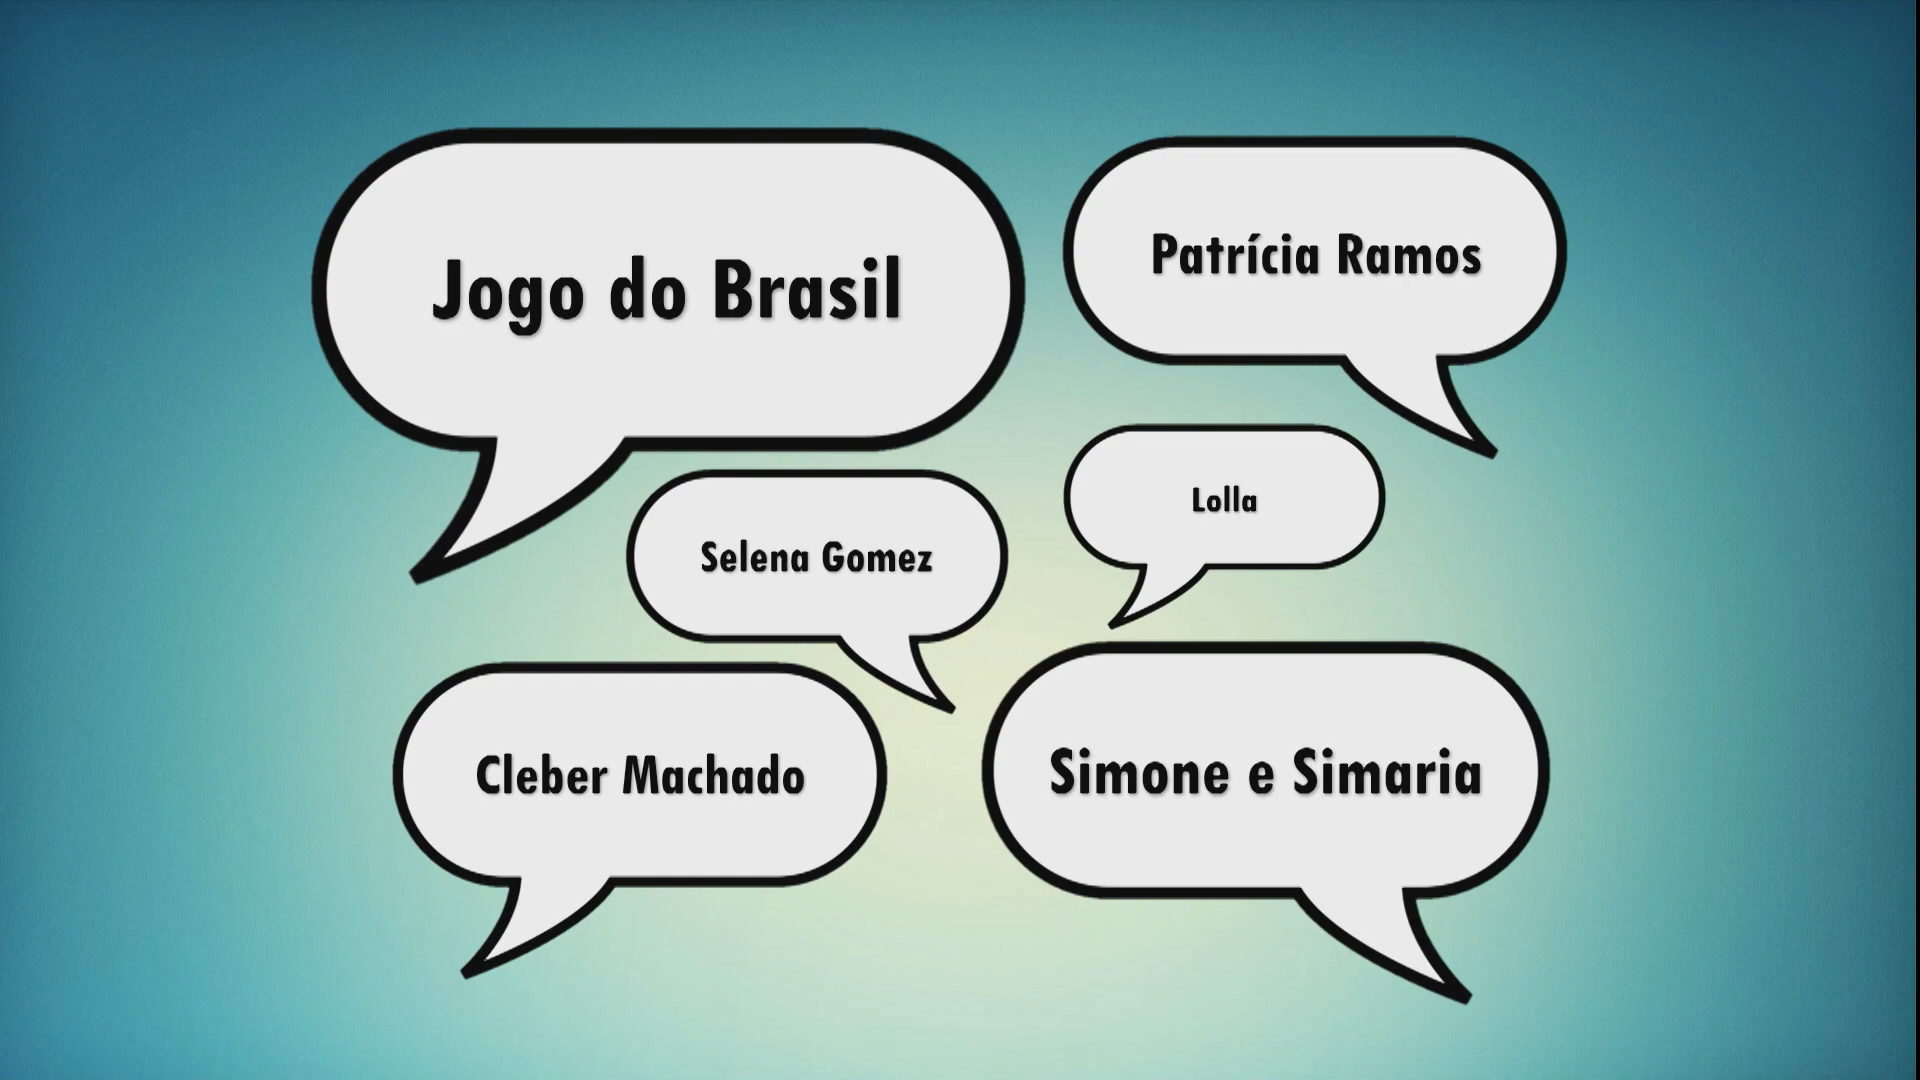 Jogo do Brasil
Patrícia Ramos
Lolla
Selena Gomez
Cleber Machado
Simone e Simaria